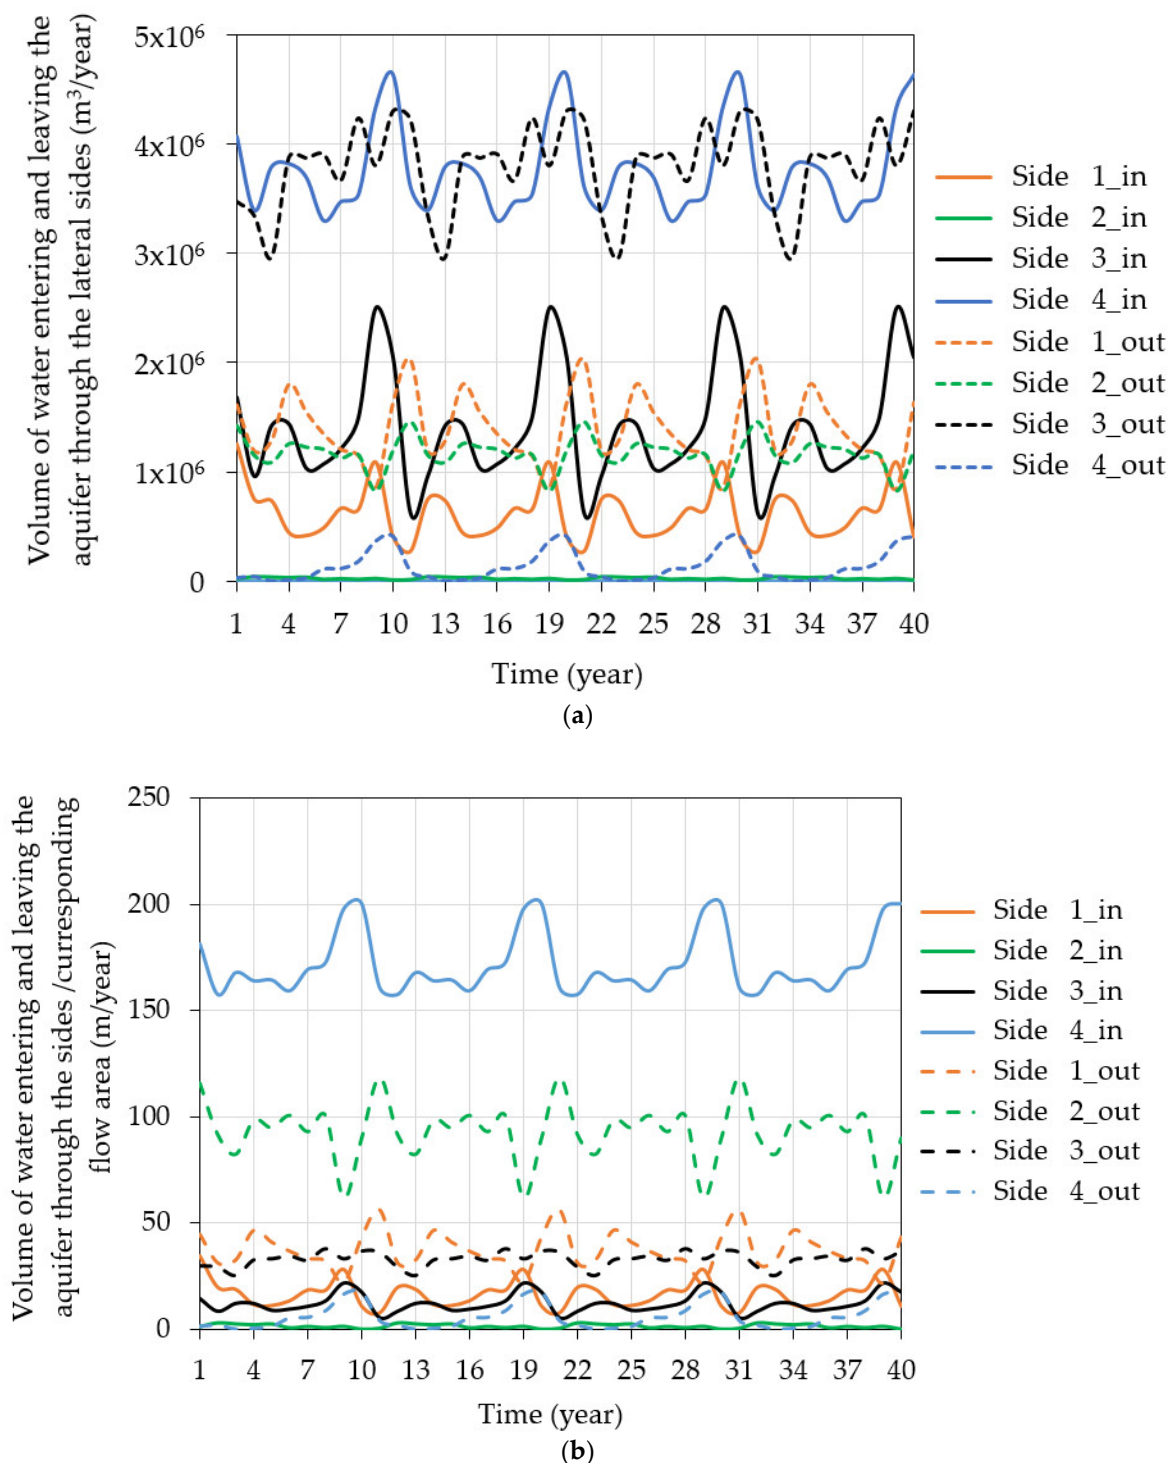 Volume of water entering and leaving the
aquifer through the lateral sides (m³/year)
5x10⁶
4x10⁶
3x10⁶
2x10⁶
1x10⁶
0
1 4 7 10 13 16 19 22 25 28 31 34 37 40
Time (year)
Side 1_in
Side 2_in
Side 3_in
Side 4_in
Side 1_out
Side 2_out
Side 3_out
Side 4_out
(a)
Volume of water entering and leaving the
aquifer through the sides /curresponding
flow area (m/year)
250
200
150
100
50
0
1 4 7 10 13 16 19 22 25 28 31 34 37 40
Time (year)
Side 1_in
Side 2_in
Side 3_in
Side 4_in
Side 1_out
Side 2_out
Side 3_out
Side 4_out
(b)